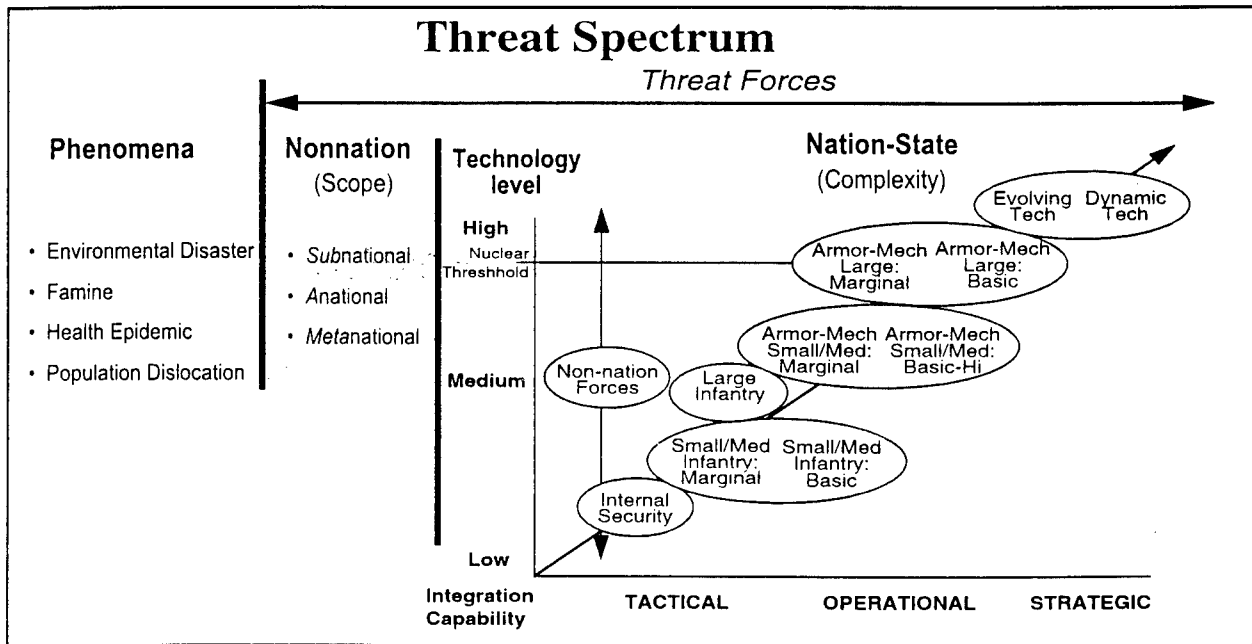 Threat Spectrum
Threat Forces
Phenomena
• Environmental Disaster
• Famine
• Health Epidemic
• Population Dislocation
Nonnation
(Scope)
• Subnational
• Anational
• Metanational
Technology
level
High
Nuclear
Threshhold
Medium
Low
Nation-State
(Complexity)
Evolving
Tech
Dynamic
Tech
Armor-Mech
Large:
Marginal
Armor-Mech
Large:
Basic
Armor-Mech
Small/Med:
Marginal
Armor-Mech
Small/Med:
Basic-Hi
Non-nation
Forces
Large
Infantry
Small/Med
Infantry:
Marginal
Small/Med
Infantry:
Basic
Internal
Security
Integration
Capability
TACTICAL
OPERATIONAL
STRATEGIC